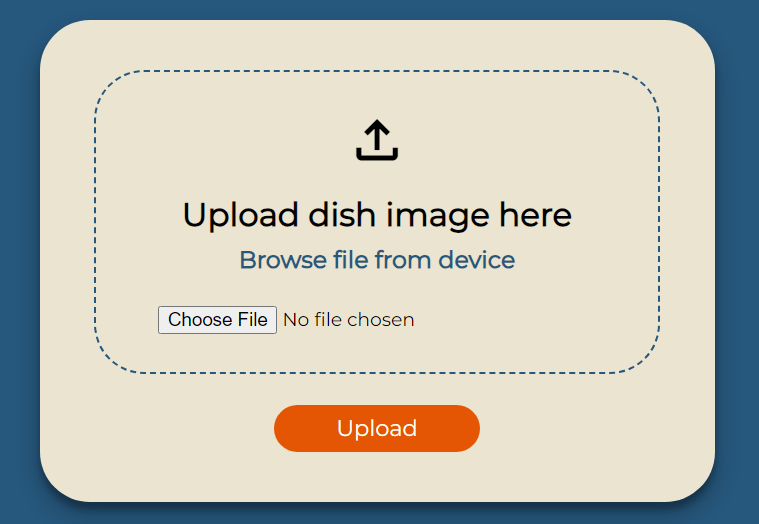 Upload dish image here
Browse file from device
Choose File No file chosen
Upload